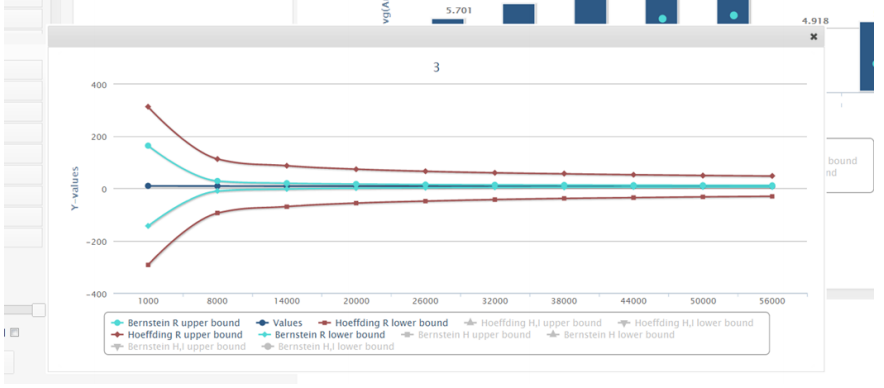 5.701
vg(A
4.918
✖
3
400
200
0
-200
-400
Y-values
1000 8000 14000 20000 26000 32000 38000 44000 50000 56000
Bernstein R upper bound Values Hoeffding R lower bound Hoeffding H,I upper bound Hoeffding H,I lower bound
Hoeffding R upper bound Bernstein R lower bound Bernstein H upper bound Bernstein H lower bound
Bernstein H,I upper bound Bernstein H,I lower bound
bound
nd